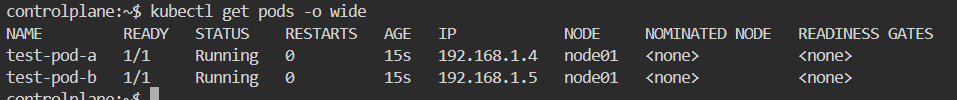 controlplane:~$ kubectl get pods -o wide
NAME         READY   STATUS    RESTARTS   AGE   IP            NODE     NOMINATED NODE   READINESS GATES
test-pod-a   1/1     Running   0          15s   192.168.1.4   node01   <none>           <none>
test-pod-b   1/1     Running   0          15s   192.168.1.5   node01   <none>           <none>
controlplane:~$